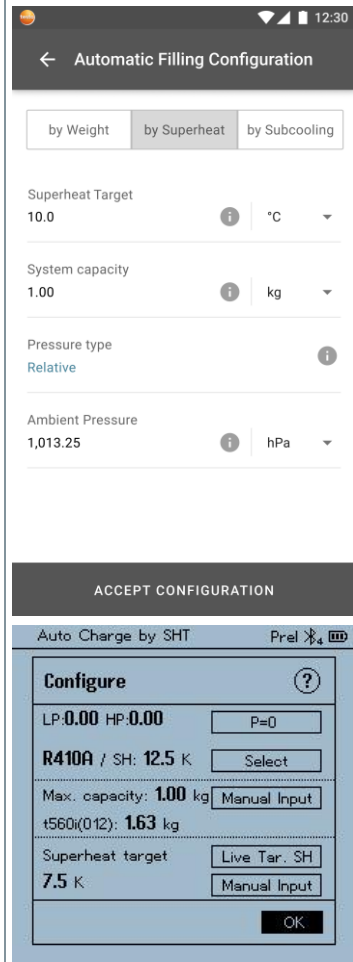 12:30
Automatic Filling Configuration
by Weight by Superheat by Subcooling
Superheat Target
10.0 °C
System capacity
1.00 kg
Pressure type
Relative
Ambient Pressure
1,013.25 hPa
ACCEPT CONFIGURATION
Auto Charge by SHT Prel 4
Configure ?
LP:0.00 HP:0.00 P=0
R410A / SH: 12.5 K Select
Max. capacity: 1.00 kg Manual Input
t560i(012): 1.63 kg
Superheat target Live Tar. SH
7.5 K Manual Input
OK